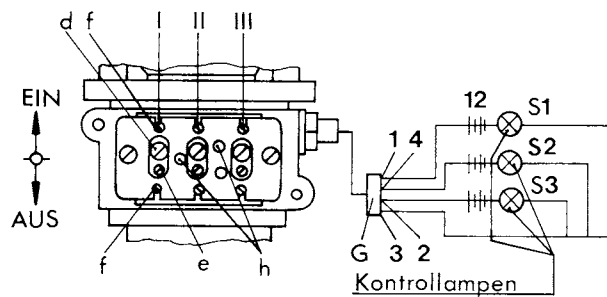 d f I II III
EIN
AUS
f e h
12 S1
1 4 S2
S3
G 3 2
Kontrollampen